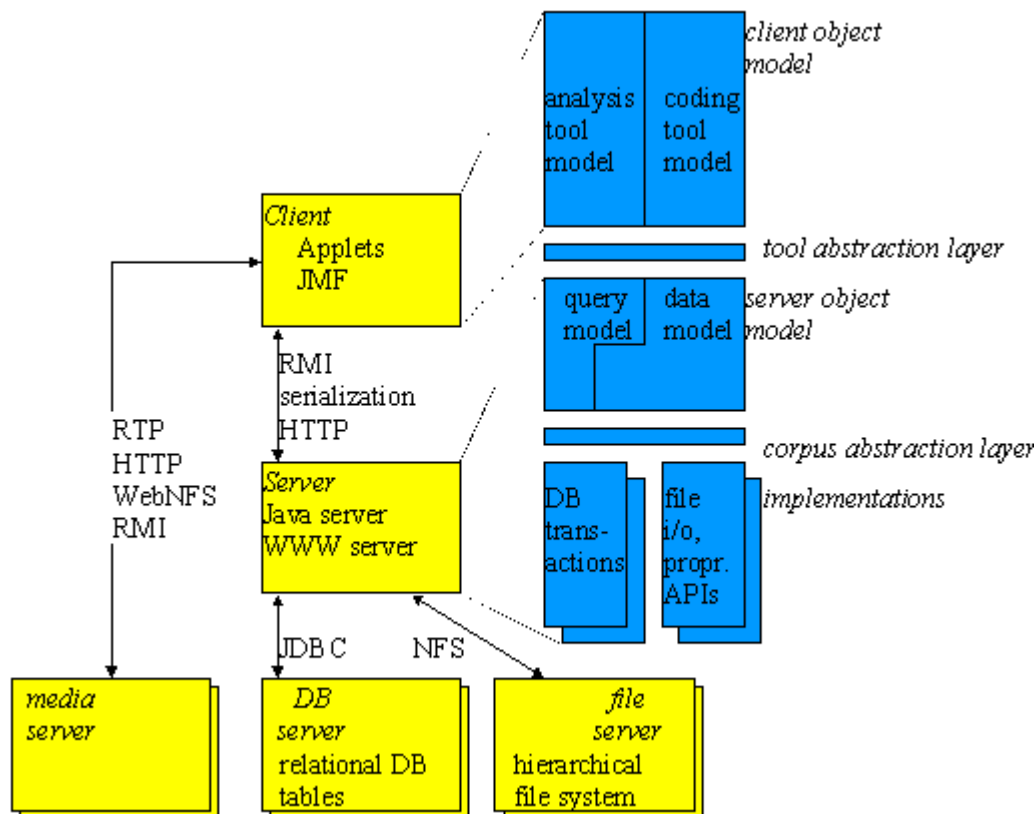 client object
model
analysis
tool
model
coding
tool
model
Client
Applets
JMF
tool abstraction layer
query
model
data
model
server object
model
RMI
serialization
HTTP
RTP
HTTP
WebNFS
RMI
corpus abstraction layer
Server
Java server
WWW server
DB
trans-
actions
file
i/o,
propr.
APIs
implementations
JDBC
NFS
media
server
DB
server
relational DB
tables
file
server
hierarchical
file system